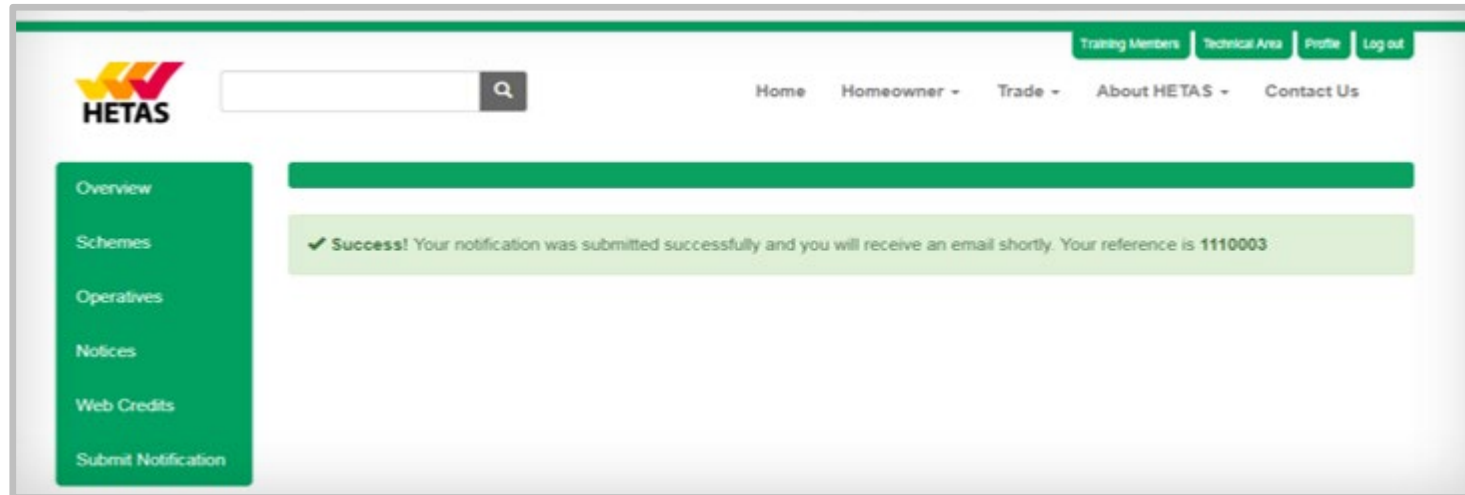 Training Members Technical Area Profile Log out
HETAS
Home Homeowner Trade About HETAS Contact Us
Overview
Schemes
Operatives
Notices
Web Credits
Submit Notification
✔ Success! Your notification was submitted successfully and you will receive an email shortly. Your reference is 1110003